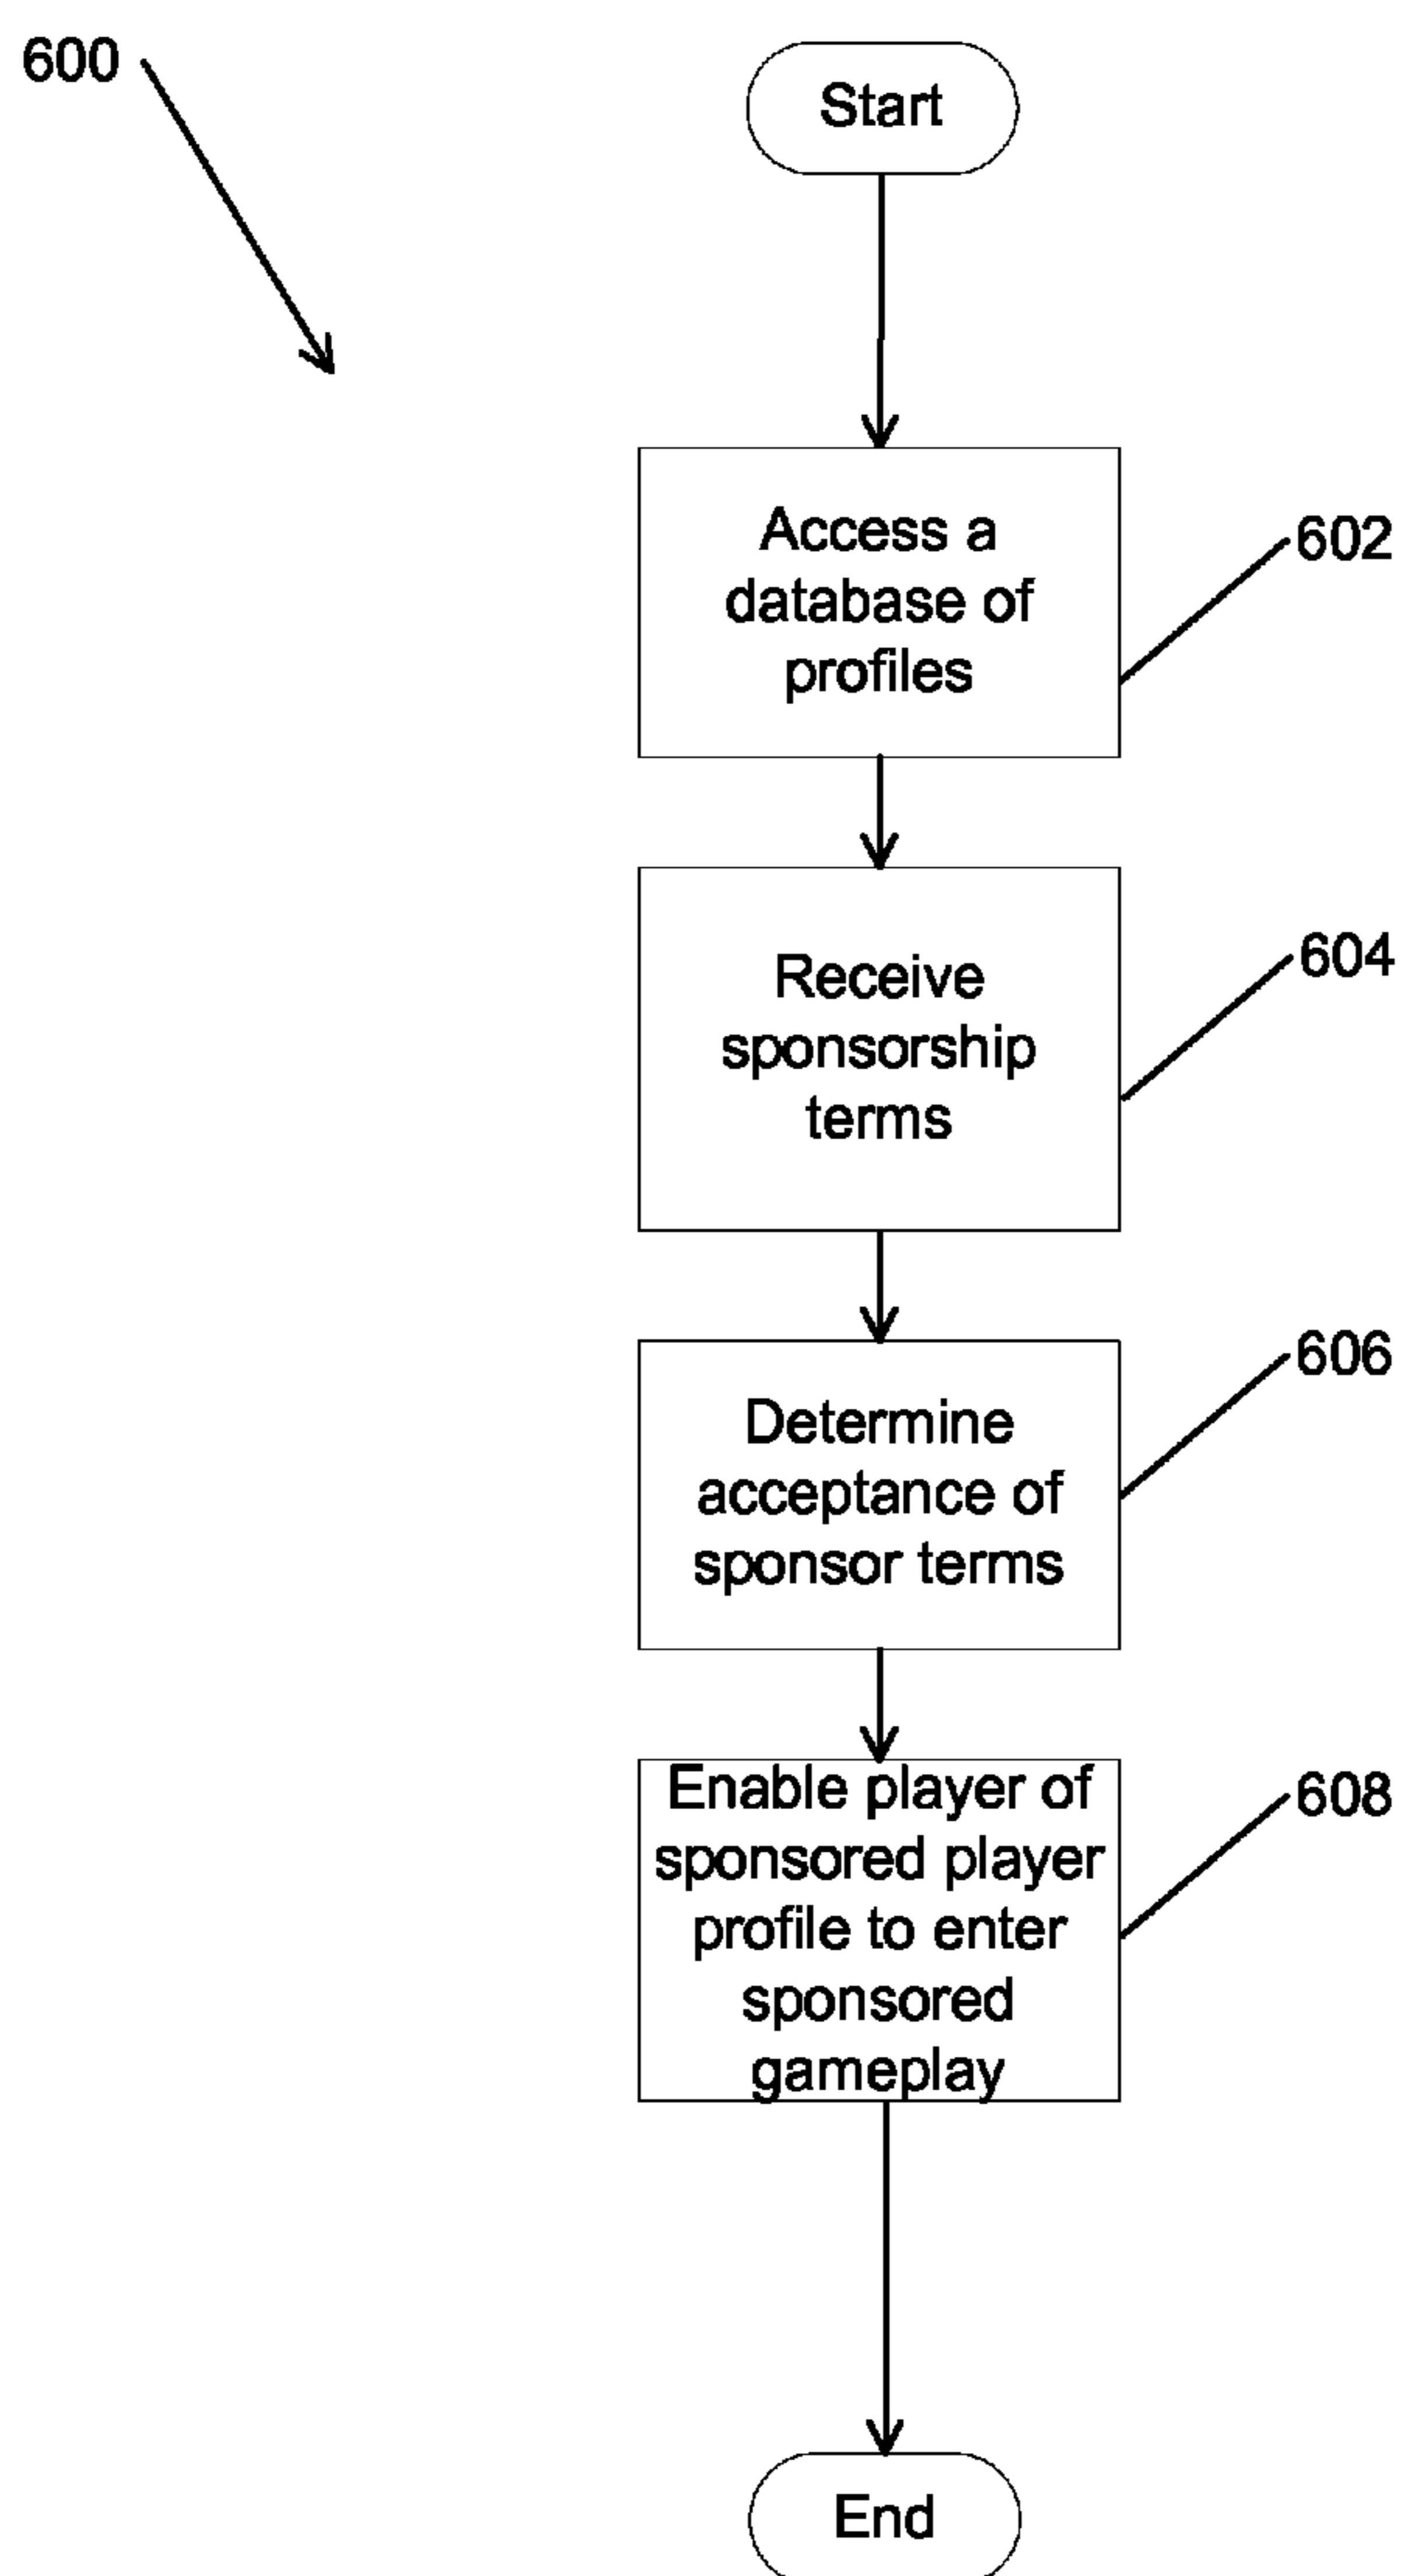 600
Start
Access a
database of
profiles
602
Receive
sponsorship
terms
604
Determine
acceptance of
sponsor terms
606
Enable player of
sponsored player
profile to enter
sponsored
gameplay
608
End